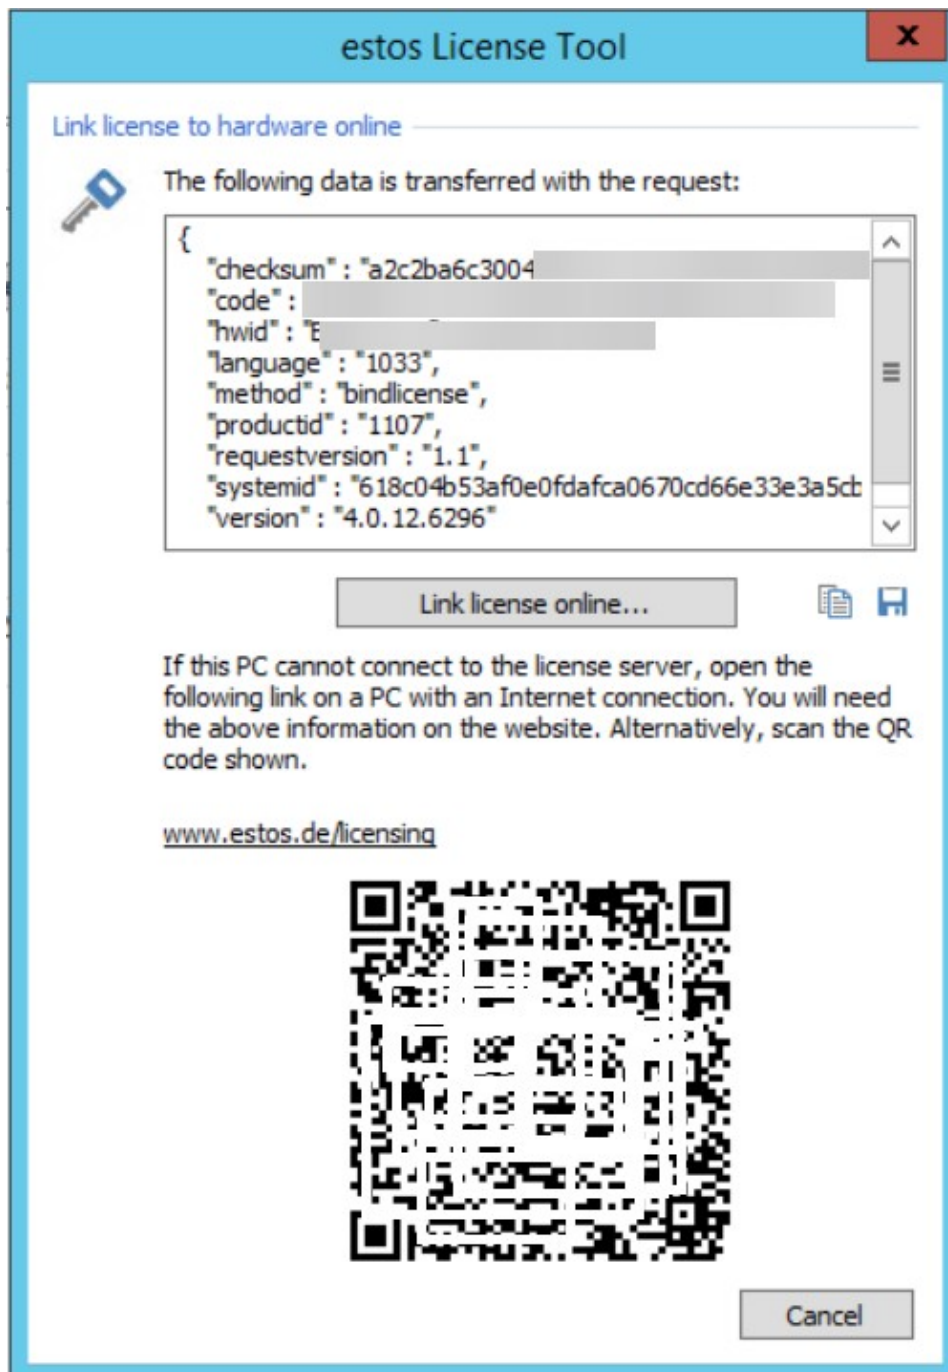 estos License Tool
x
Link license to hardware online
The following data is transferred with the request:
{
"checksum" : "a2c2ba6c3004
"code" :
"hwid" : "E
"language" : "1033",
"method" : "bindlicense",
"productid" : "1107",
"requestversion" : "1.1",
"systemid" : "618c04b53af0e0fdafca0670cd66e33e3a5cb
"version" : "4.0.12.6296"
Link license online...
If this PC cannot connect to the license server, open the
following link on a PC with an Internet connection. You will need
the above information on the website. Alternatively, scan the QR
code shown.
www.estos.de/licensing
Cancel